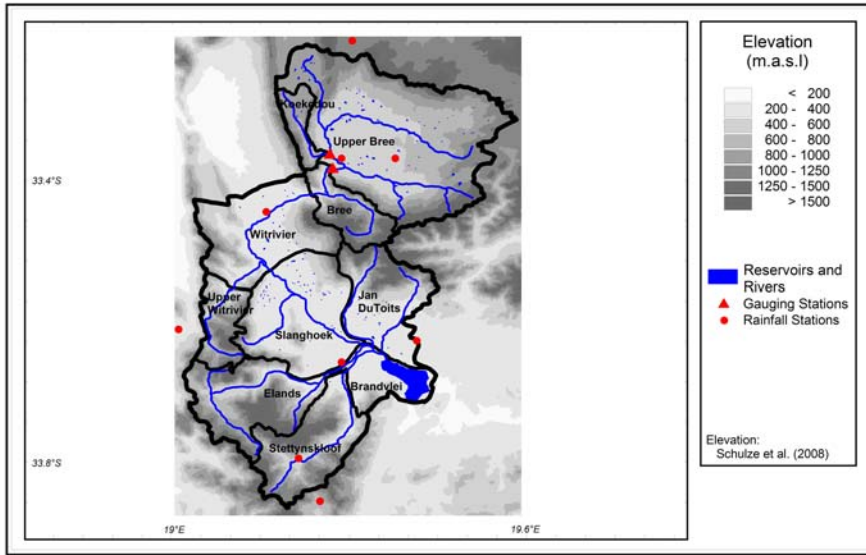 Koekedou
Upper Bree
Bree
Witrivier
Upper
Witrivier
Jan
DuToits
Slanghoek
Elands
Brandvlei
Stettynskloof
33.4°S
33.8°S
19°E
19.6°E
Elevation
(m.a.s.l)
< 200
200 - 400
400 - 600
600 - 800
800 - 1000
1000 - 1250
1250 - 1500
> 1500
Reservoirs and
Rivers
Gauging Stations
Rainfall Stations
Elevation:
Schulze et al. (2008)